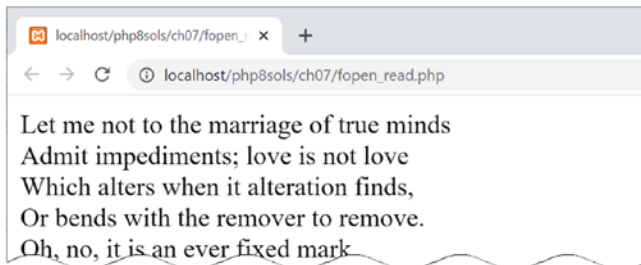 localhost/php8sols/ch07/fopen_
localhost/php8sols/ch07/fopen_read.php
Let me not to the marriage of true minds
Admit impediments; love is not love
Which alters when it alteration finds,
Or bends with the remover to remove.
Oh, no, it is an ever fixed mark